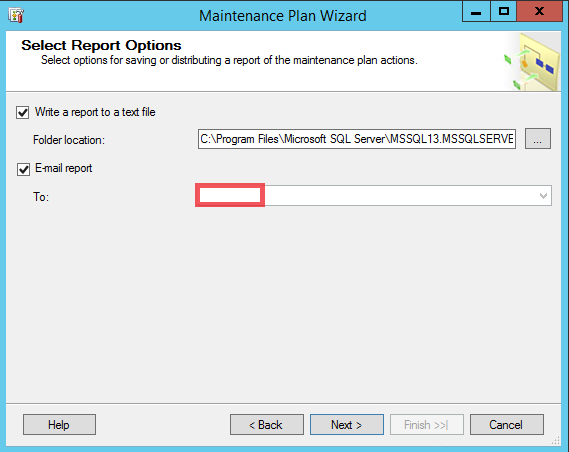 Maintenance Plan Wizard
Select Report Options
Select options for saving or distributing a report of the maintenance plan actions.
Write a report to a text file
Folder location:
C:\Program Files\Microsoft SQL Server\MSSQL13.MSSQLSERVE
...
E-mail report
To:
Help
< Back
Next >
Finish >>|
Cancel